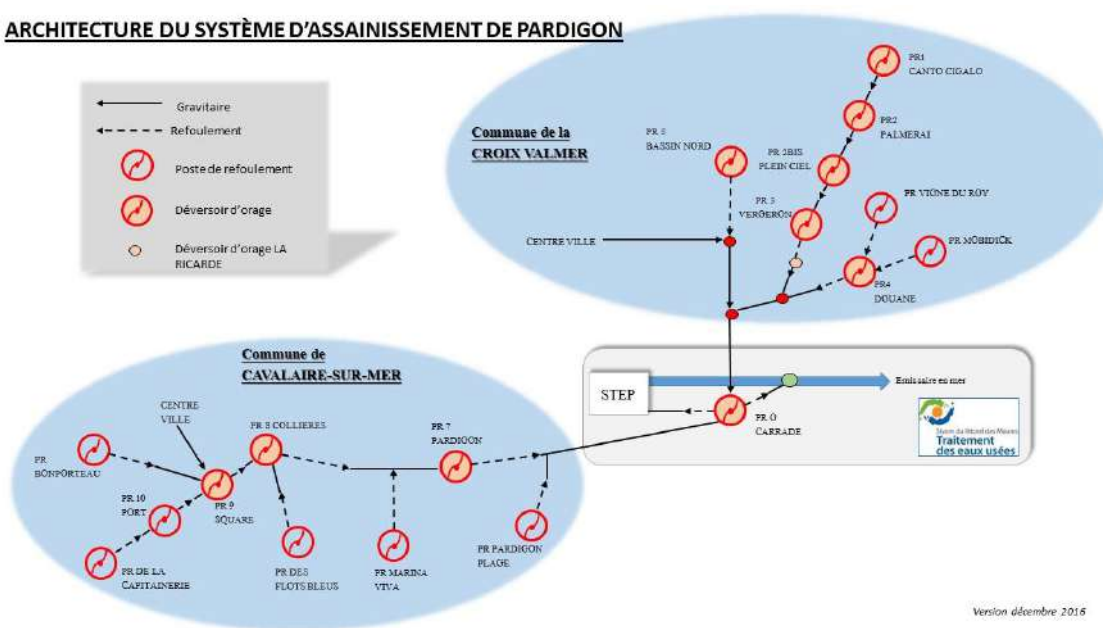 ARCHITECTURE DU SYSTÈME D'ASSAINISSEMENT DE PARDIGON
Gravitaire
Refoulement
Poste de refoulement
Déversoir d'orage
Déversoir d'orage LA
RICARDE
Commune de la
CROIX VALMER
PR 5
BASSIN NORD
PR1
CANTO CIGALO
PR2
PALMERAI
PR 2BIS
PLEIN CIEL
PR 3
VERGERON
PR VIGNE DU ROY
PR MOBIDICK
PR4
DOUANE
CENTRE VILLE
Commune de
CAVALAIRE-SUR-MER
CENTRE
VILLE
PR 8 COLLIERES
PR 7
PARDIGON
PR
BONPORTEAU
PR 10
PORT
PR 9
SQUARE
PR DE LA
CAPITAINERIE
PR DES
FLOTS BLEUS
PR MARINA
VIVA
PR PARDIGON
PLAGE
STEP
PR 0
CARRADE
Emissaire en mer
Sivom du littoral des Maures
Traitement
des eaux usées
Version décembre 2016